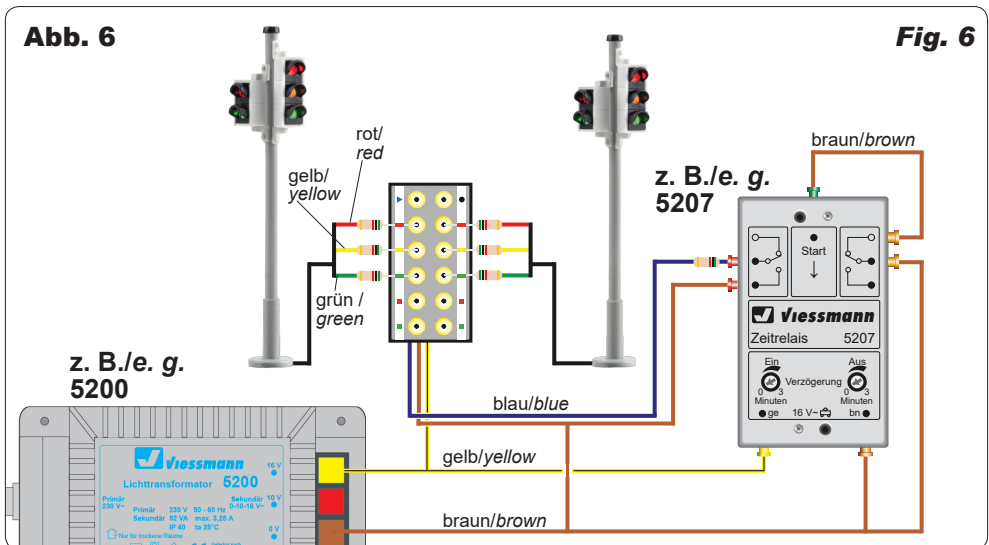 Abb. 6
Fig. 6
rot/
red
gelb/
yellow
grün /
green
braun/brown
z. B./e. g.
5207
Start
↓
Viessmann
Zeitrelais 5207
Ein
Aus
Verzögerung
0 3
0 3
Minuten
Minuten
ge 16 V~ bn
z. B./e. g.
5200
blau/blue
gelb/yellow
braun/brown
Viessmann
Lichttransformator 5200
16 V
10 V
0 V
Primär
230 V~
Sekundär
0-10-16 V~
Primär 230 V 50 - 60 Hz
Sekundär 52 VA max. 3,25 A
IP 40 ta 25°C
Nur für trockene Räume